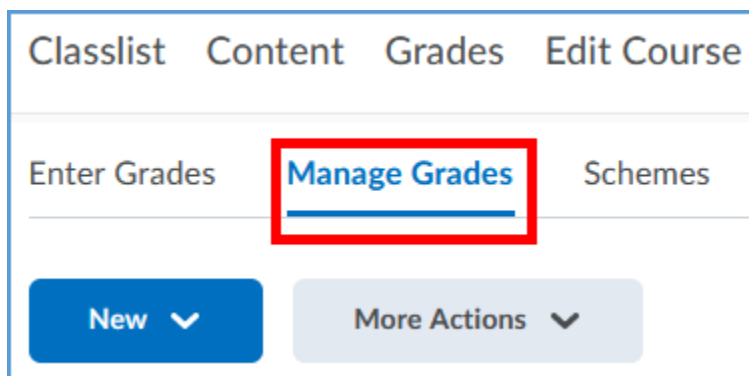 Classlist Content Grades Edit Course
Enter Grades Manage Grades Schemes
New More Actions